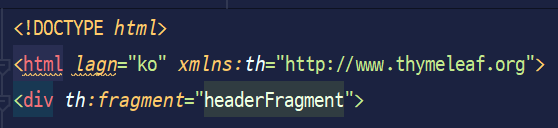 <!DOCTYPE html>
<html lagn="ko" xmlns:th="http://www.thymeleaf.org">
<div th:fragment="headerFragment">